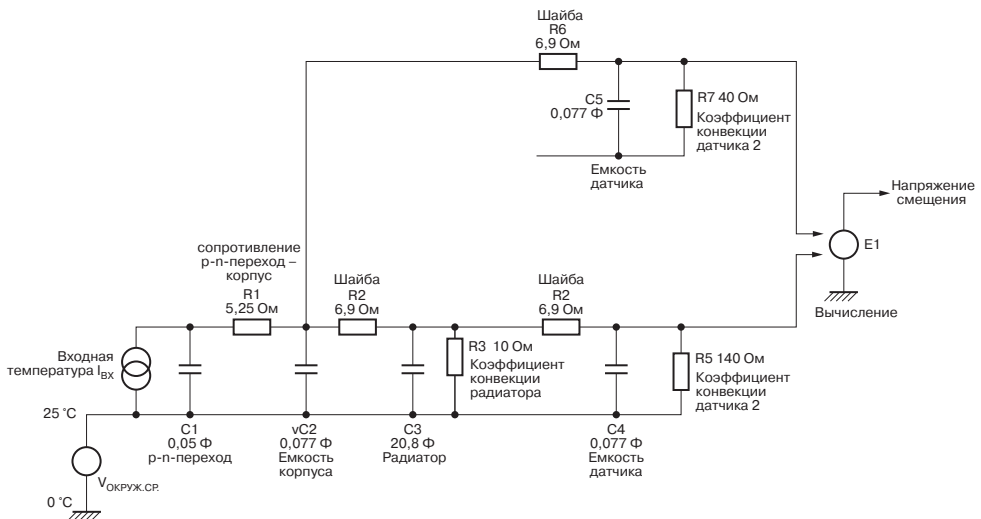 Шайба
R6
6,9 Ом
C5
0,077 Ф
R7 40 Ом
Коэффициент
конвекции
датчика 2
Емкость
датчика
Напряжение
смещения
E1
Вычисление
сопротивление
p-n-переход –
корпус
R1
5,25 Ом
Шайба
R2
6,9 Ом
Шайба
R2
6,9 Ом
Входная
температура IВХ
R3 10 Ом
Коэффициент
конвекции
радиатора
R5 140 Ом
Коэффициент
конвекции
датчика 2
25 °C
C1
0,05 Ф
p-n-переход
vC2
0,077 Ф
Емкость
корпуса
C3
20,8 Ф
Радиатор
C4
0,077 Ф
Емкость
датчика
VОКРУЖ.СР.
0 °C